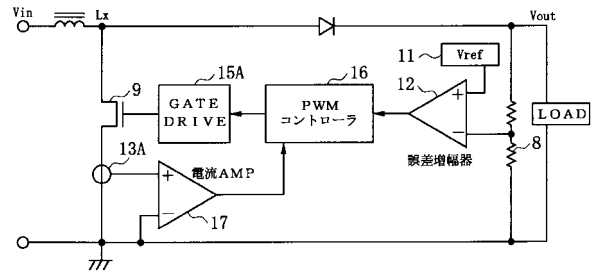 Vin
Lx
Vout
11
Vref
15A
16
12
9
GATE
DRIVE
PWM
コントローラ
+
−
LOAD
8
誤差増幅器
13A
電流AMP
+
−
17